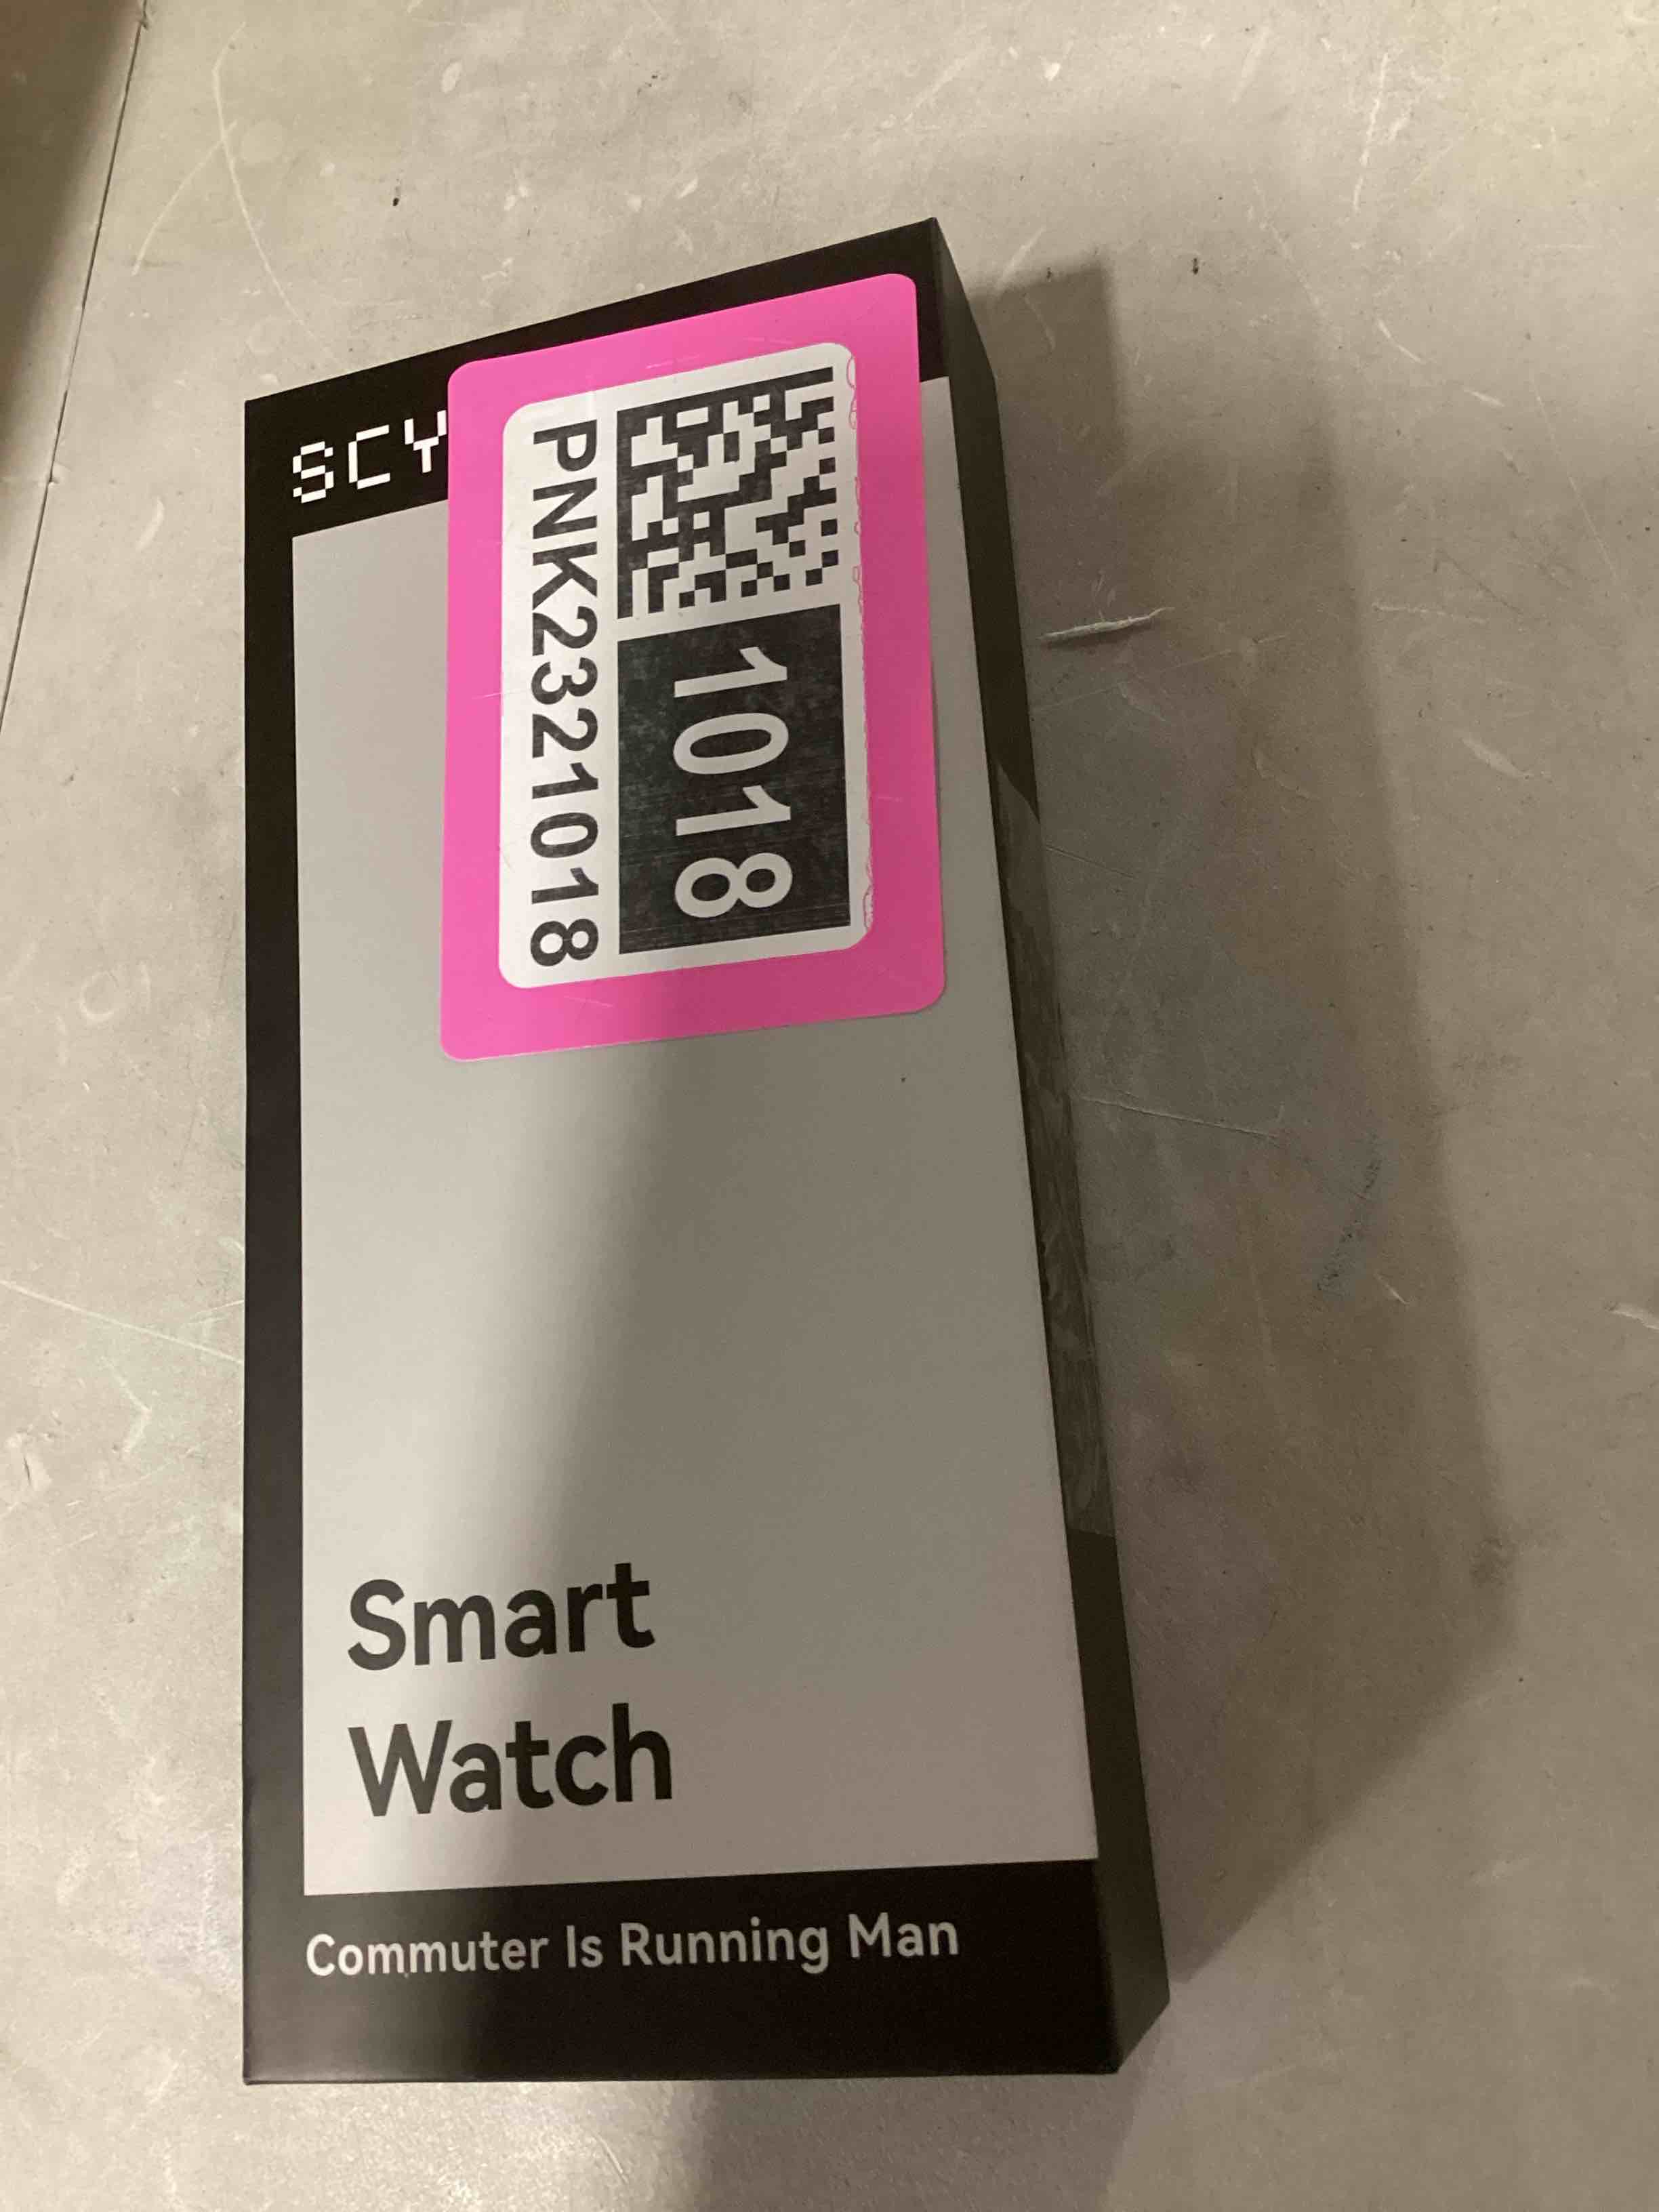 SCY
1018
PNK2321018
Smart
Watch
Commuter Is Running Man